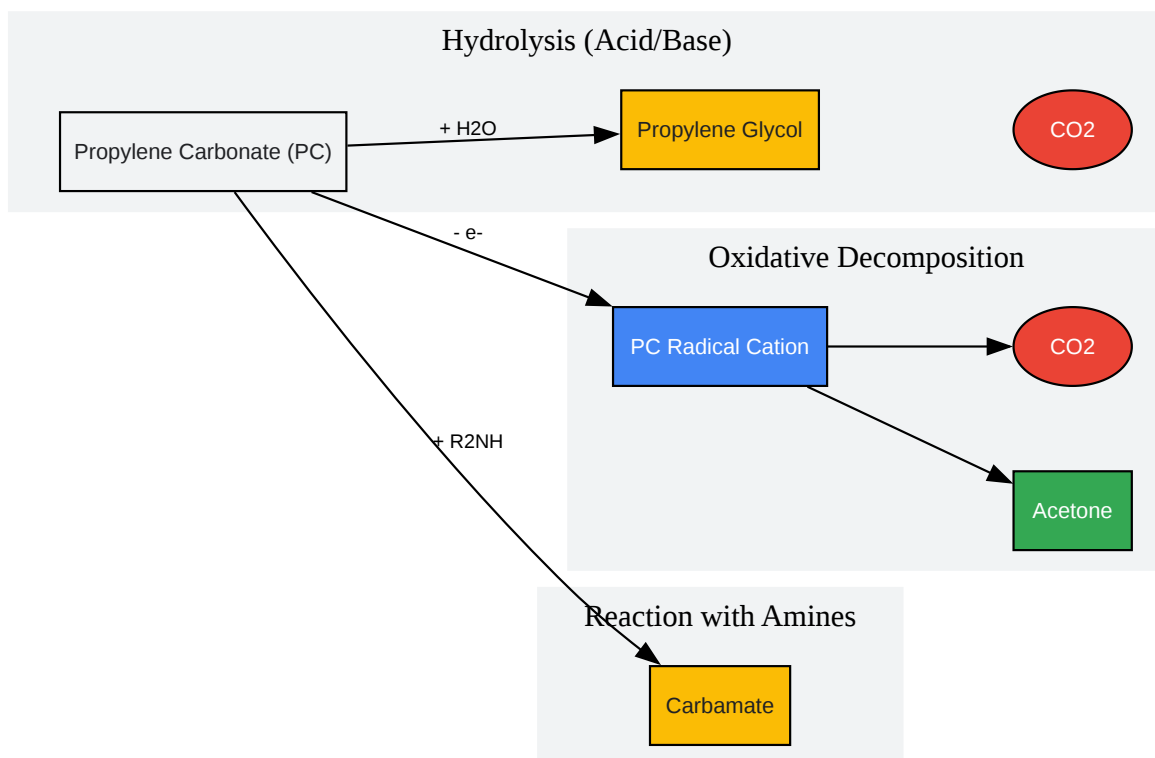 Hydrolysis (Acid/Base)
Propylene Carbonate (PC)
+ H2O
Propylene Glycol
CO2
- e-
Oxidative Decomposition
PC Radical Cation
CO2
+ R2NH
Acetone
Reaction with Amines
Carbamate